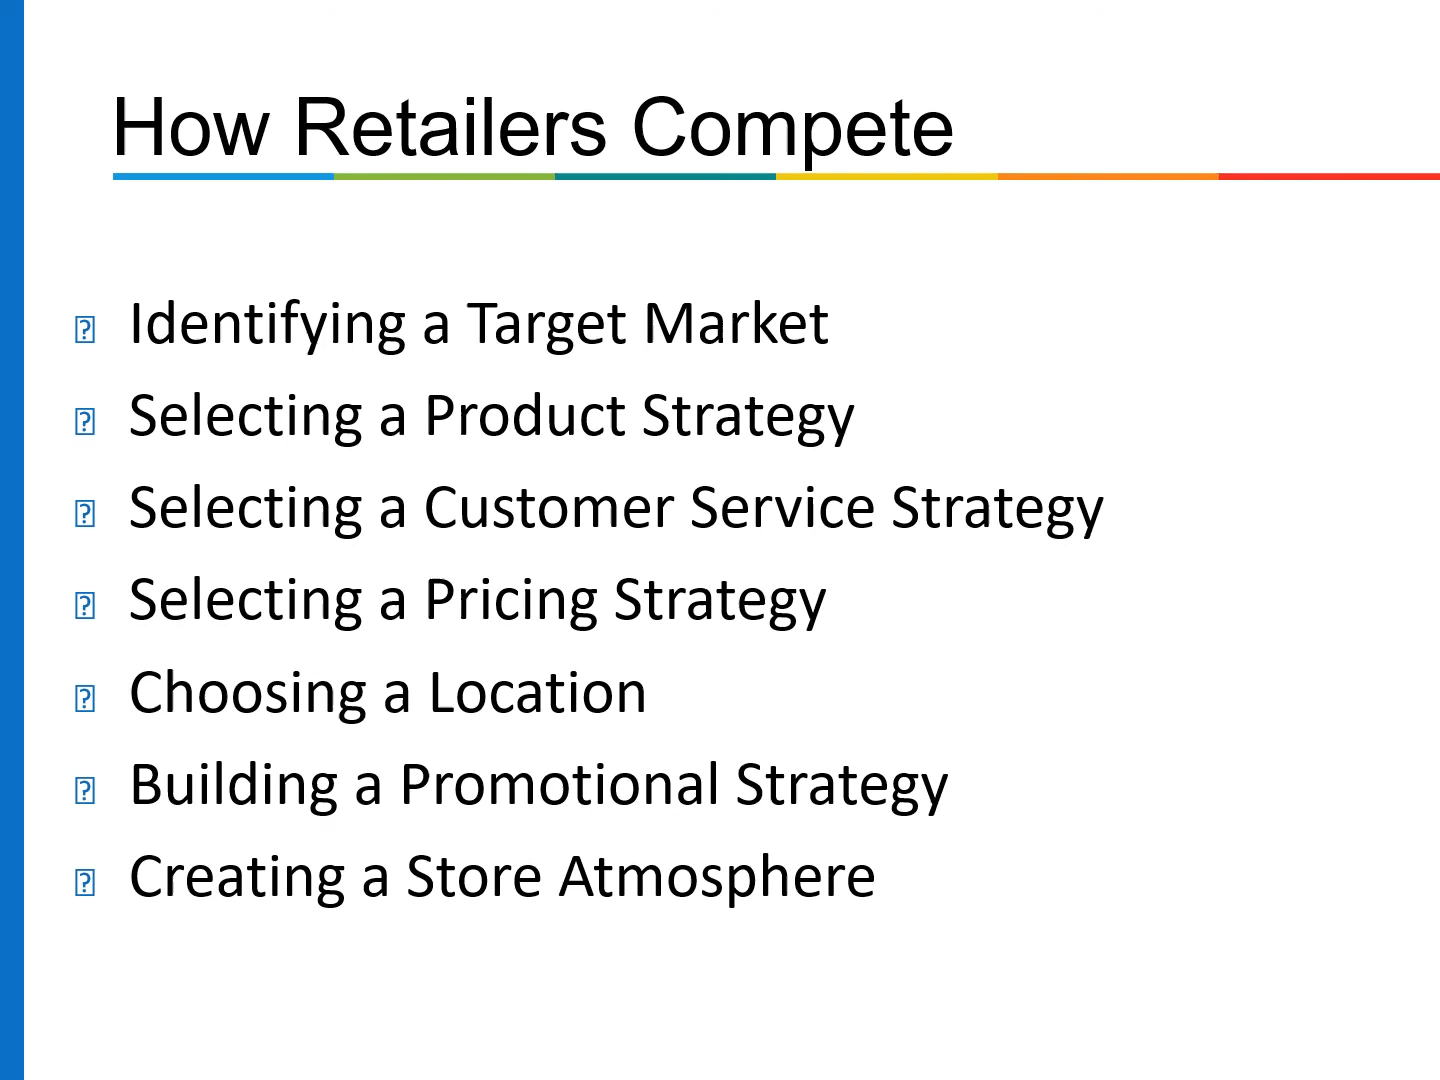 How Retailers Compete
Identifying a Target Market
Selecting a Product Strategy
Selecting a Customer Service Strategy
Selecting a Pricing Strategy
Choosing a Location
Building a Promotional Strategy
Creating a Store Atmosphere